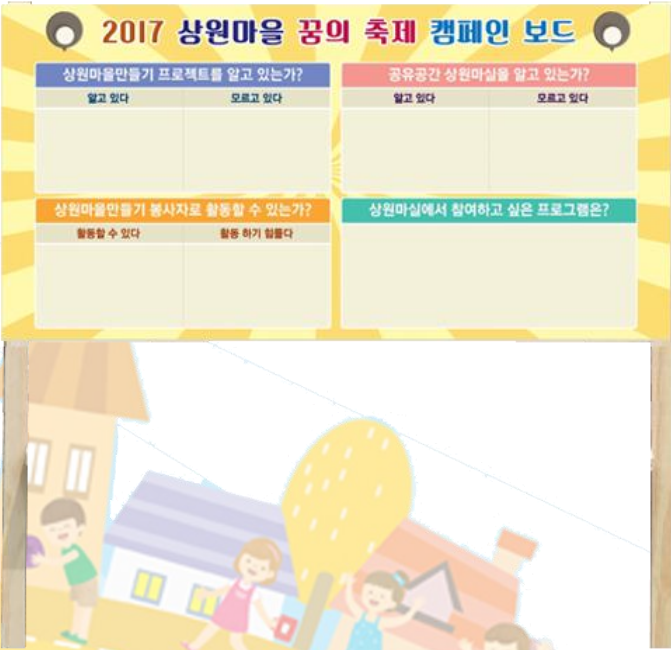 2017 상원마을 꿈의 축제 캠페인 보드
상원마을만들기 프로젝트를 알고 있는가?
알고 있다 모르고 있다
공유공간 상원마실을 알고 있는가?
알고 있다 모르고 있다
상원마을만들기 봉사자로 활동할 수 있는가?
활동할 수 있다 활동 하기 힘들다
상원마실에서 참여하고 싶은 프로그램은?